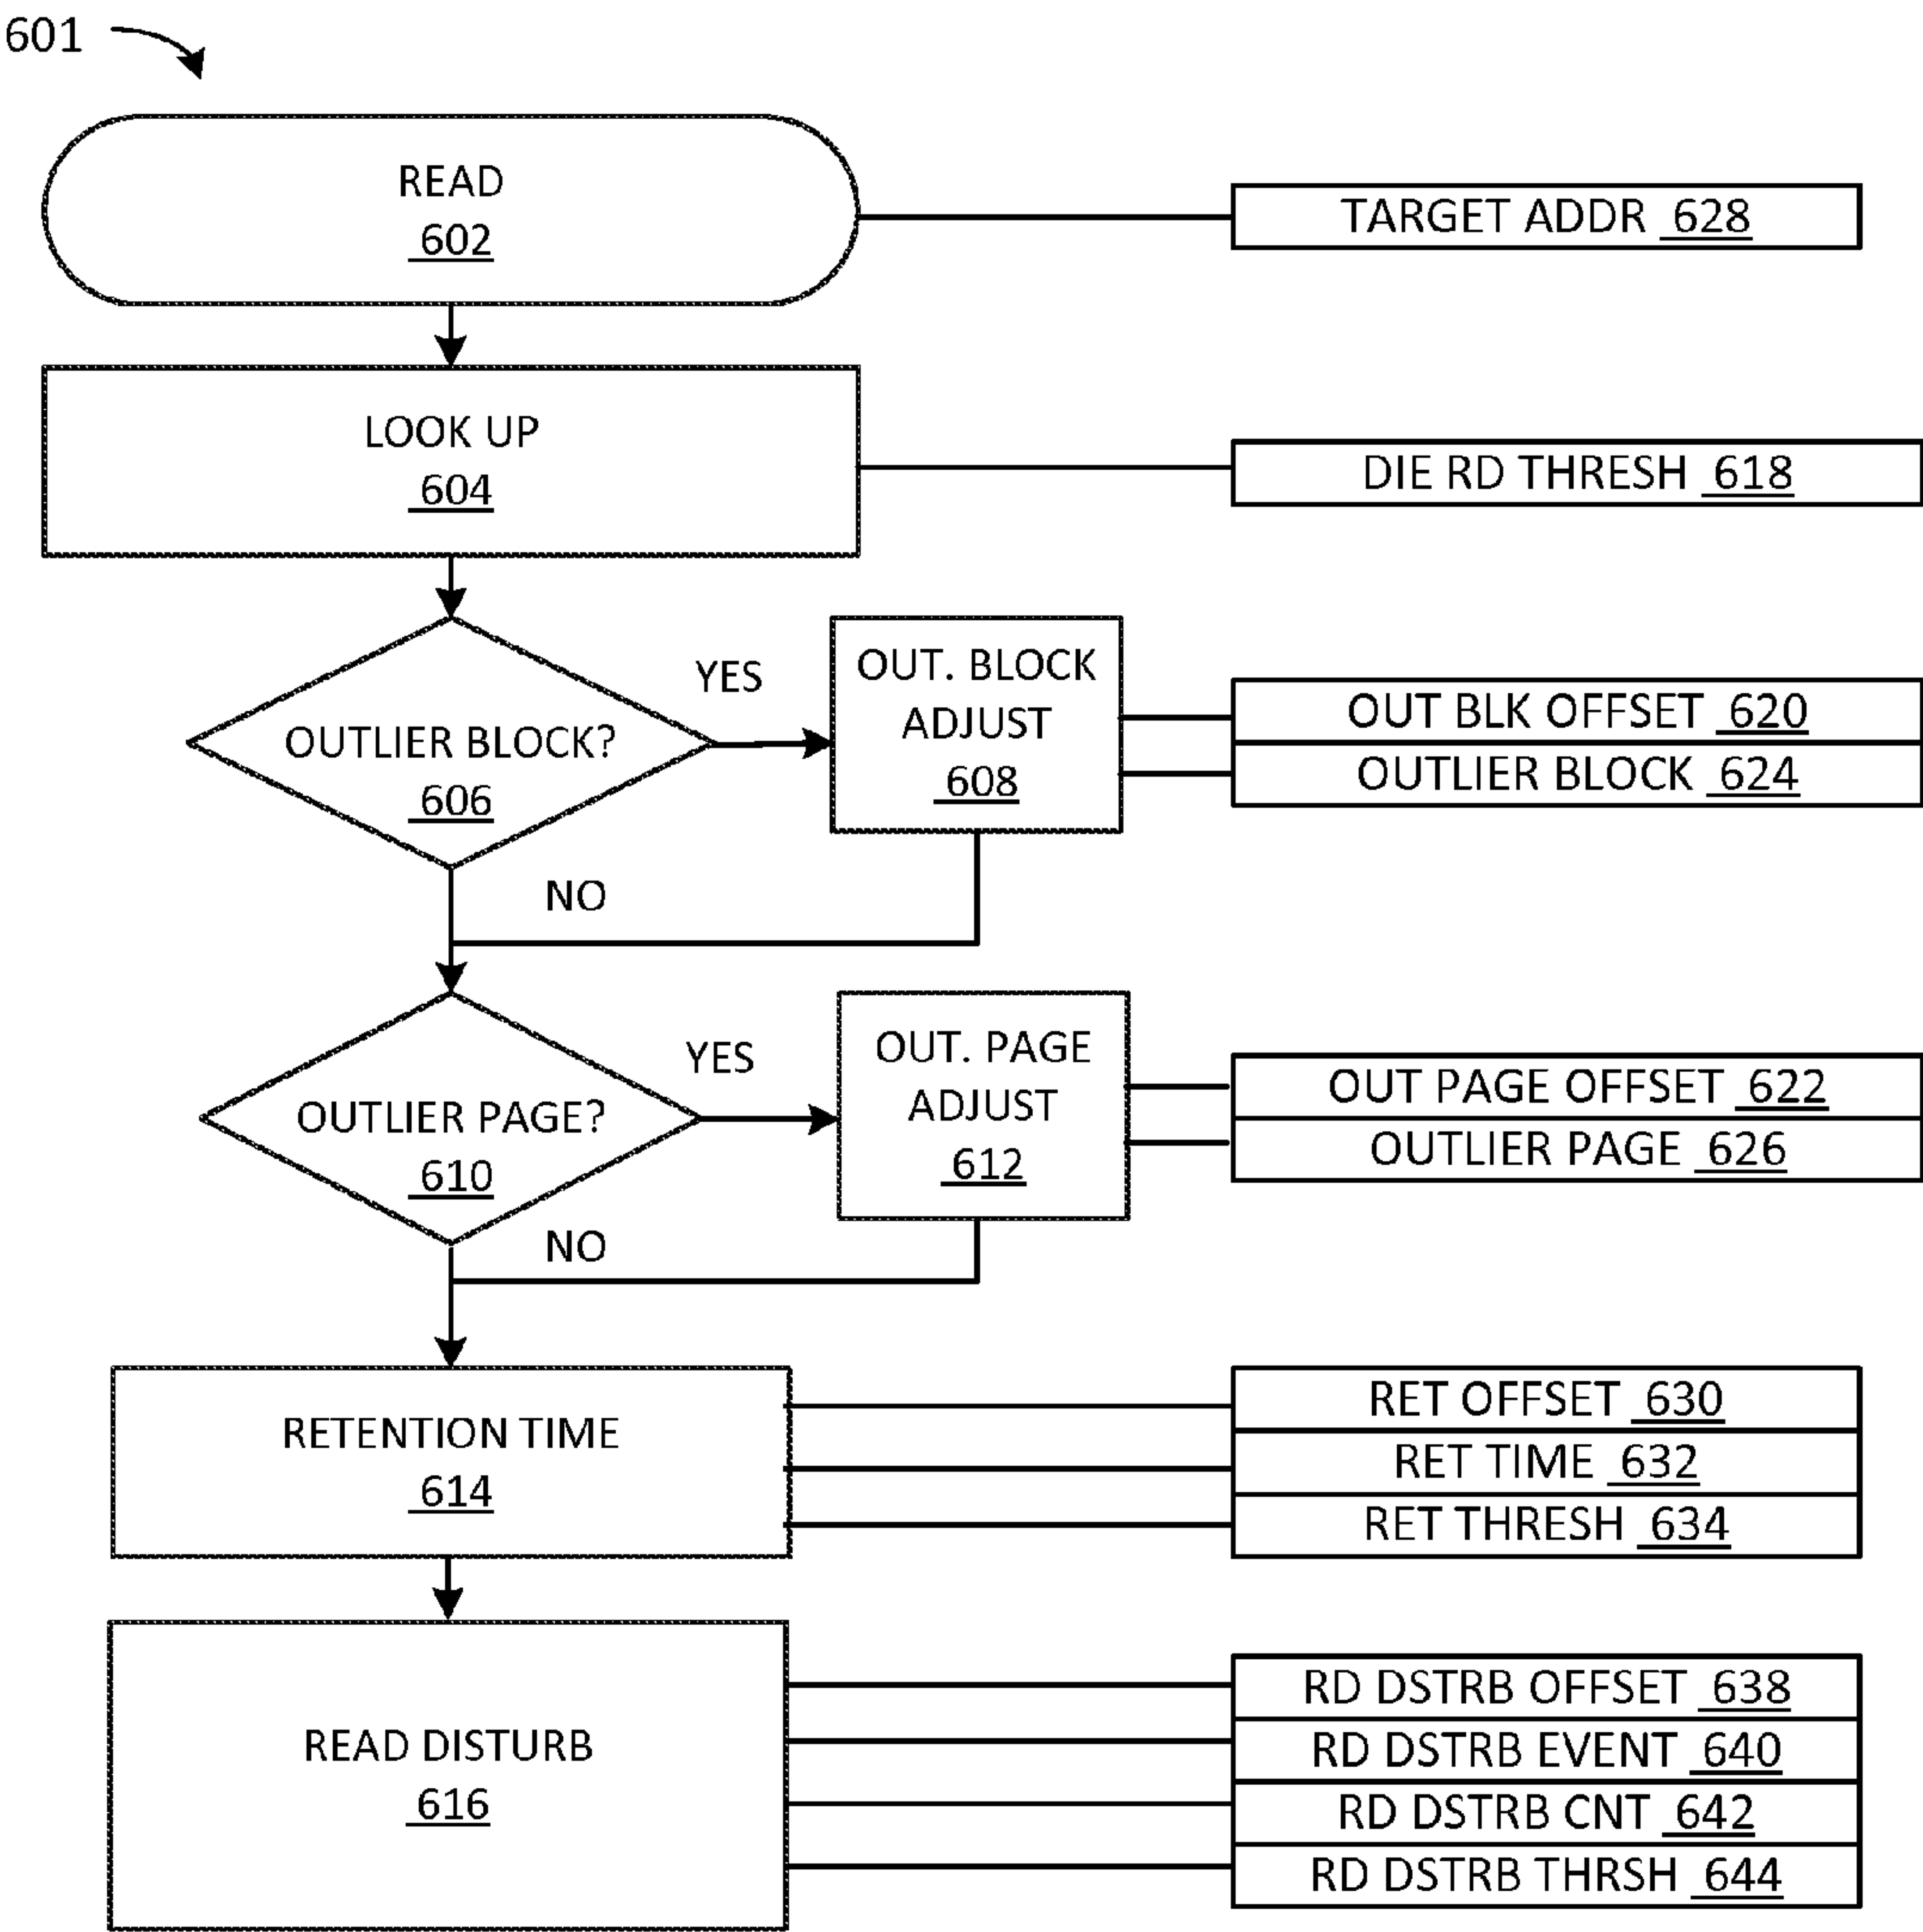 601
READ
602
TARGET ADDR 628
LOOK UP
604
DIE RD THRESH 618
OUTLIER BLOCK?
606
YES
OUT. BLOCK
ADJUST
608
OUT BLK OFFSET 620
OUTLIER BLOCK 624
NO
OUTLIER PAGE?
610
YES
OUT. PAGE
ADJUST
612
OUT PAGE OFFSET 622
OUTLIER PAGE 626
NO
RETENTION TIME
614
RET OFFSET 630
RET TIME 632
RET THRESH 634
READ DISTURB
616
RD DSTRB OFFSET 638
RD DSTRB EVENT 640
RD DSTRB CNT 642
RD DSTRB THRSH 644